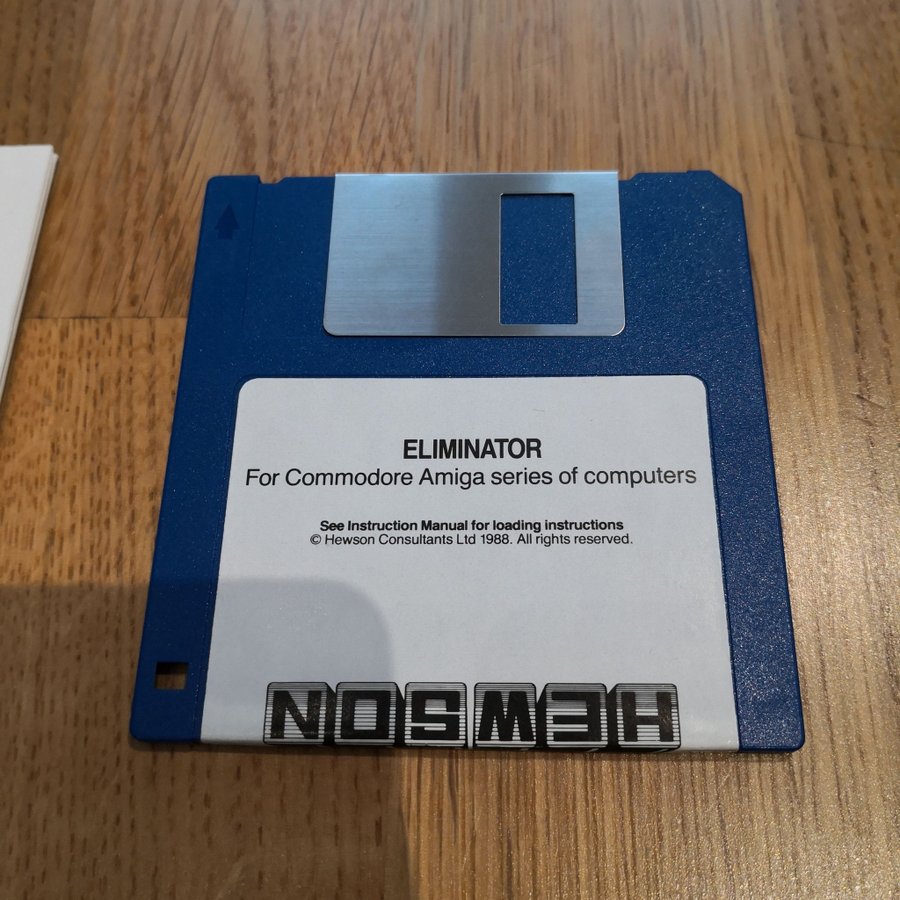 ELIMINATOR
For Commodore Amiga series of computers
See Instruction Manual for loading instructions
© Hewson Consultants Ltd 1988. All rights reserved.
HEWSON